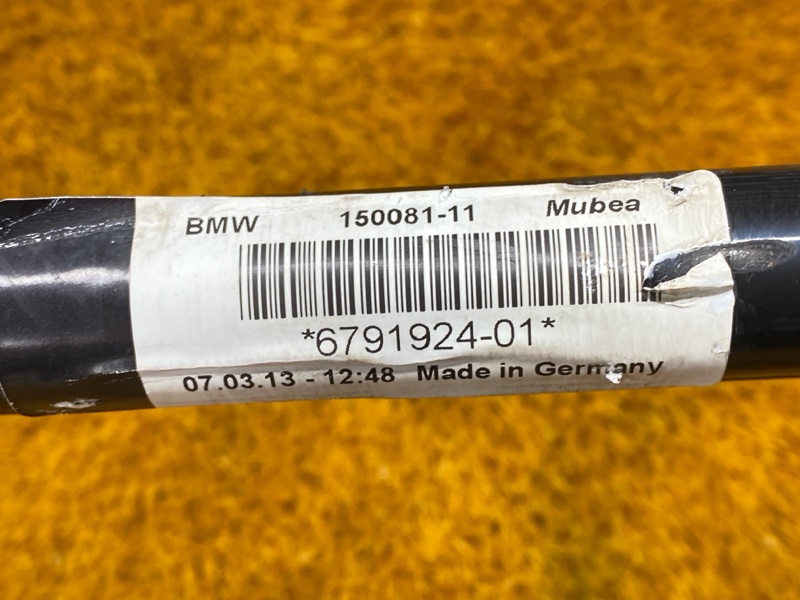 BMW 150081-11 Mubea
*6791924-01*
07.03.13 - 12:48 Made in Germany